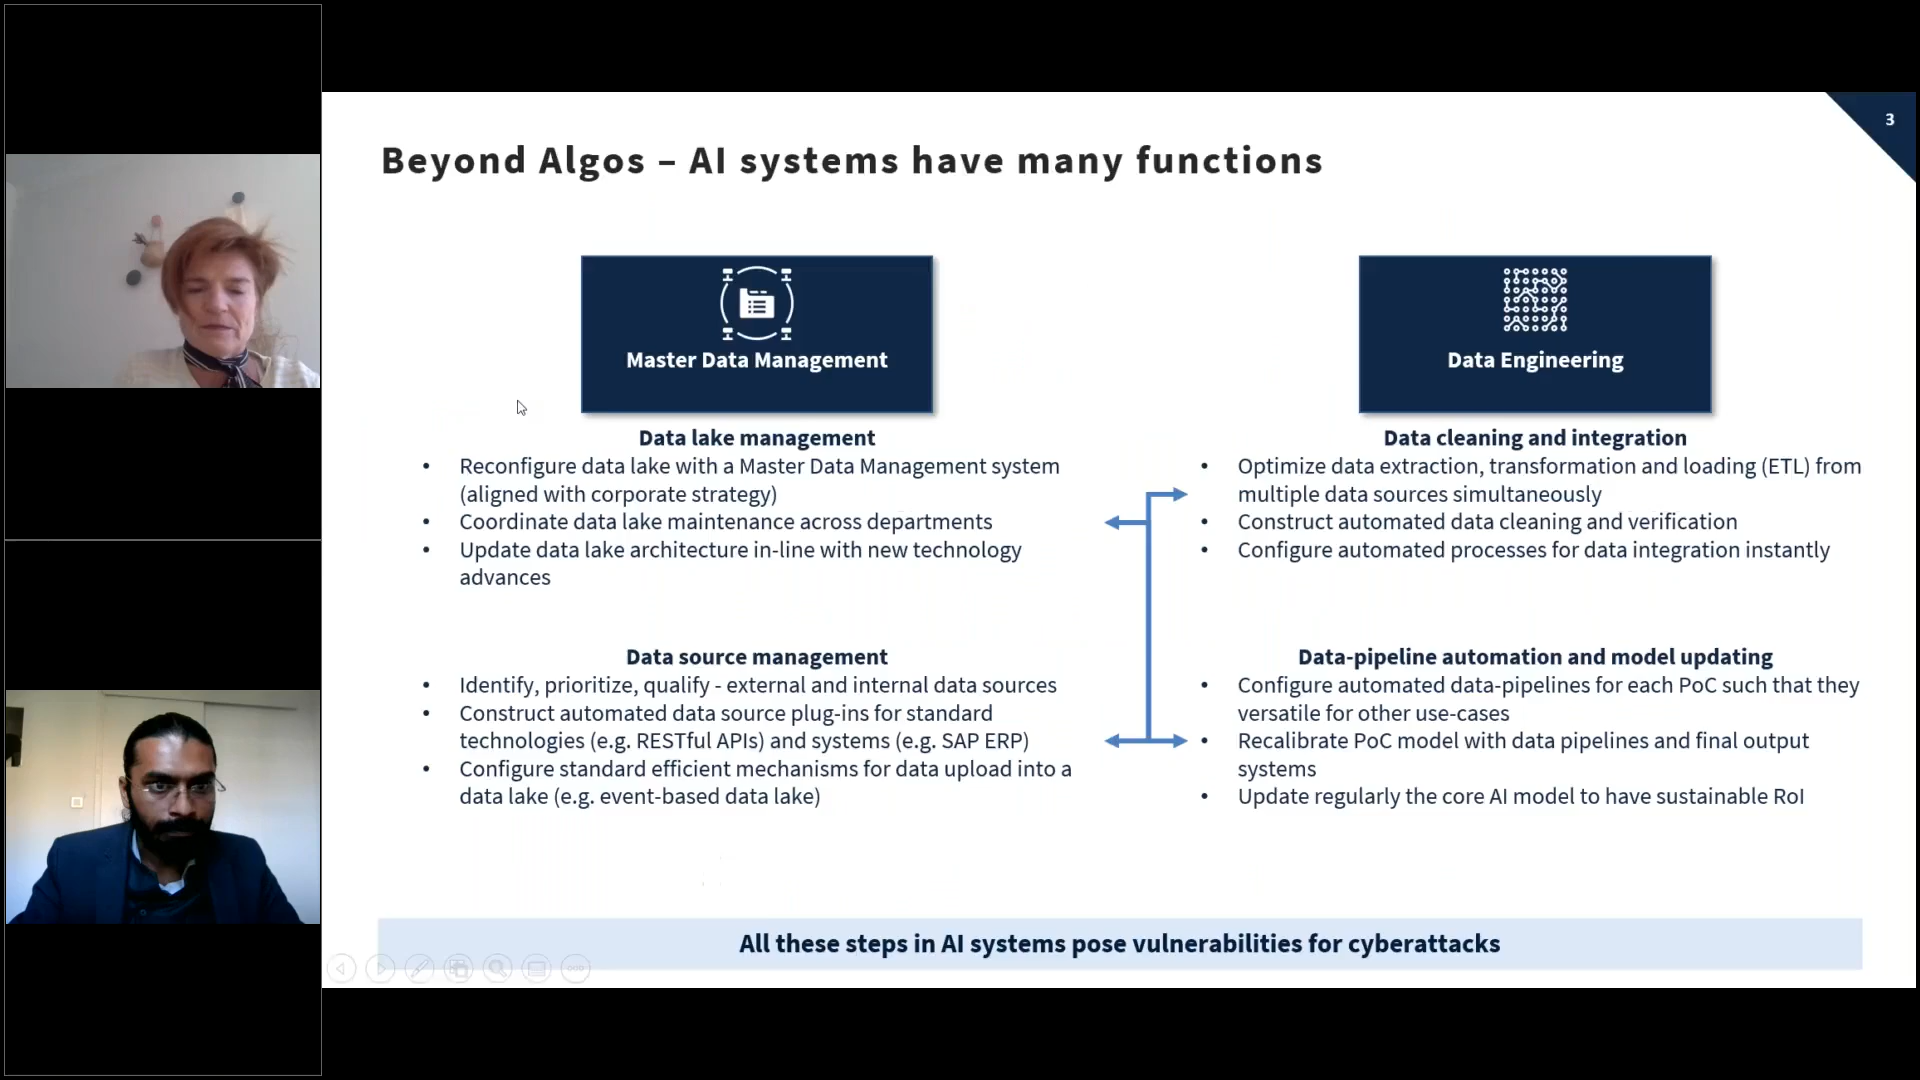 3
Beyond Algos – AI systems have many functions
Master Data Management
Data lake management
• Reconfigure data lake with a Master Data Management system
(aligned with corporate strategy)
• Coordinate data lake maintenance across departments
• Update data lake architecture in-line with new technology
advances
Data source management
• Identify, prioritize, qualify - external and internal data sources
• Construct automated data source plug-ins for standard
technologies (e.g. RESTful APIs) and systems (e.g. SAP ERP)
• Configure standard efficient mechanisms for data upload into a
data lake (e.g. event-based data lake)
Data Engineering
Data cleaning and integration
• Optimize data extraction, transformation and loading (ETL) from
multiple data sources simultaneously
• Construct automated data cleaning and verification
• Configure automated processes for data integration instantly
Data-pipeline automation and model updating
• Configure automated data-pipelines for each PoC such that they
versatile for other use-cases
• Recalibrate PoC model with data pipelines and final output
systems
• Update regularly the core AI model to have sustainable RoI
All these steps in AI systems pose vulnerabilities for cyberattacks